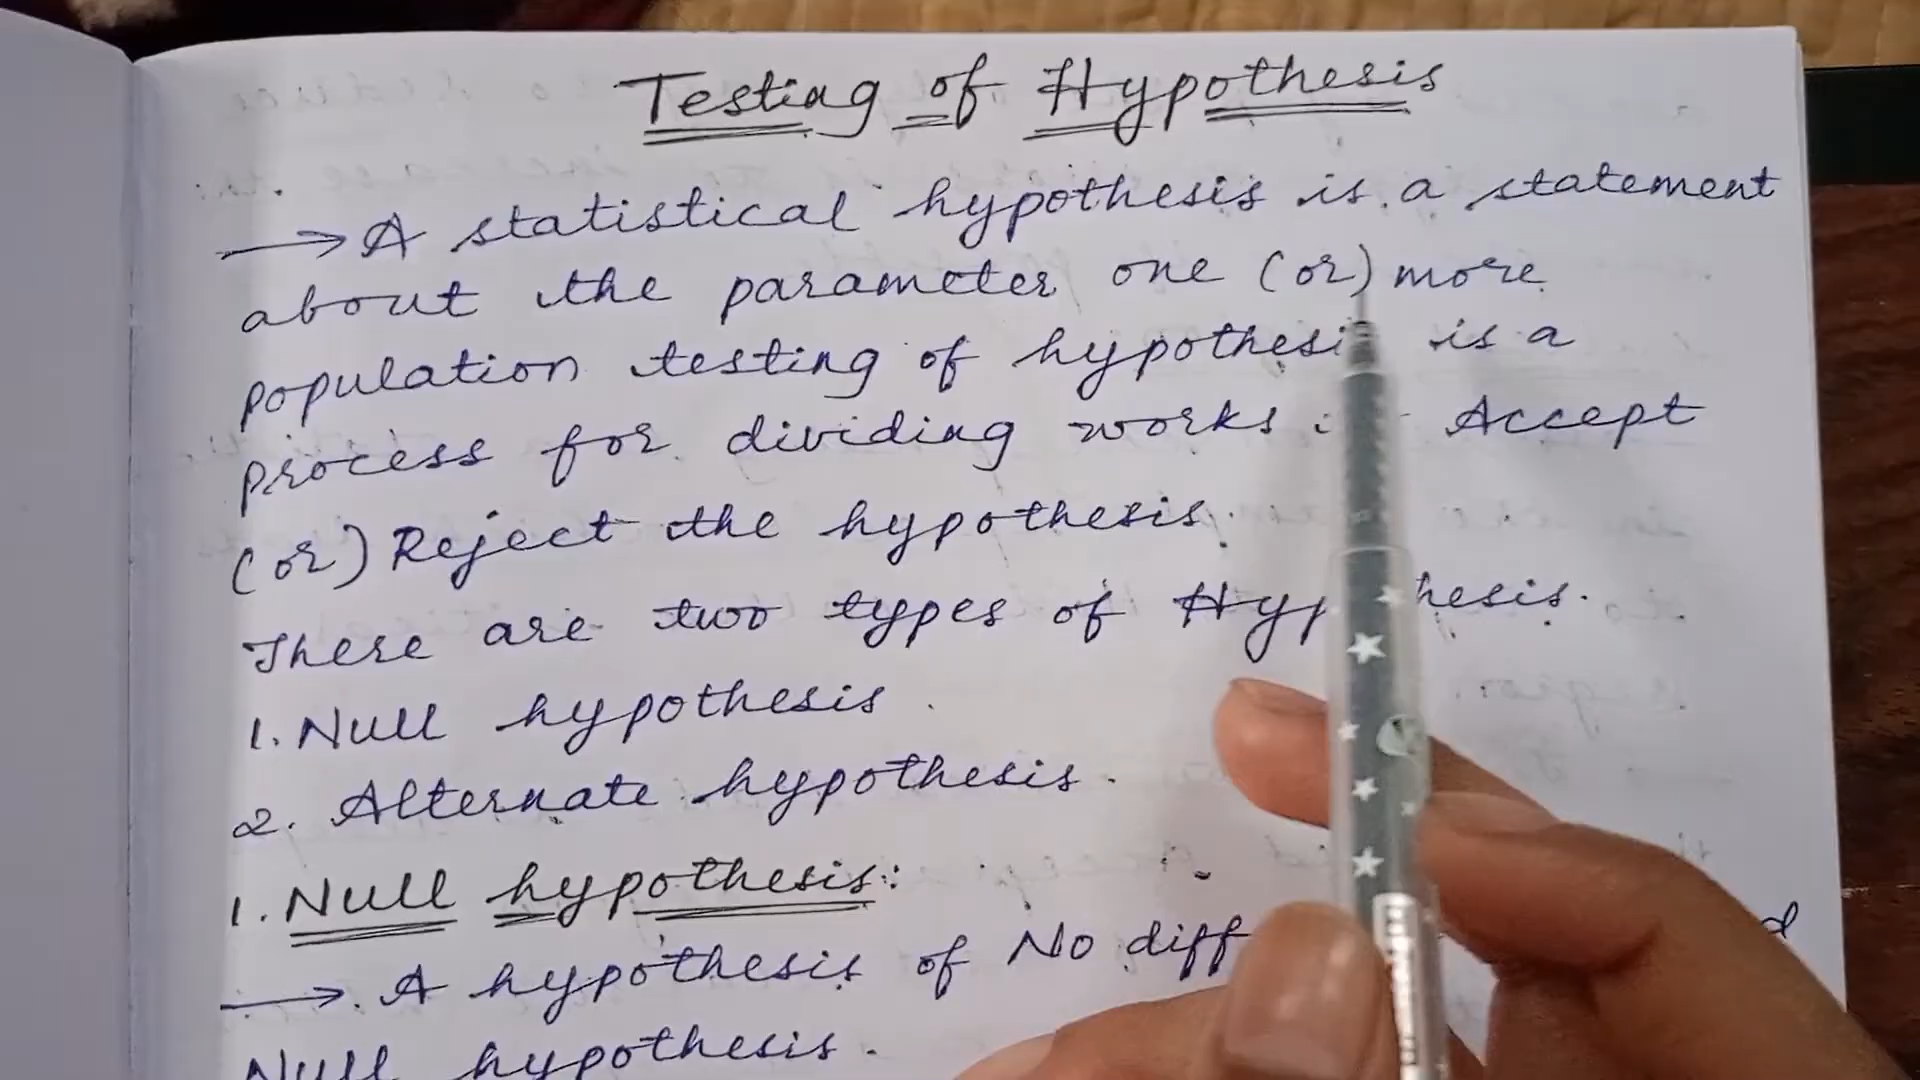 Testing of Hypothesis
→ A statistical hypothesis is a statement
about the parameter one (or) more
population testing of hypothesis is a
process for dividing works Accept
(or) Reject the hypothesis.
There are two types of
1. Null hypothesis
2. Alternate hypothesis.
1. Null hypothesis:
→ A hypothesis of No
Null hypothesis.